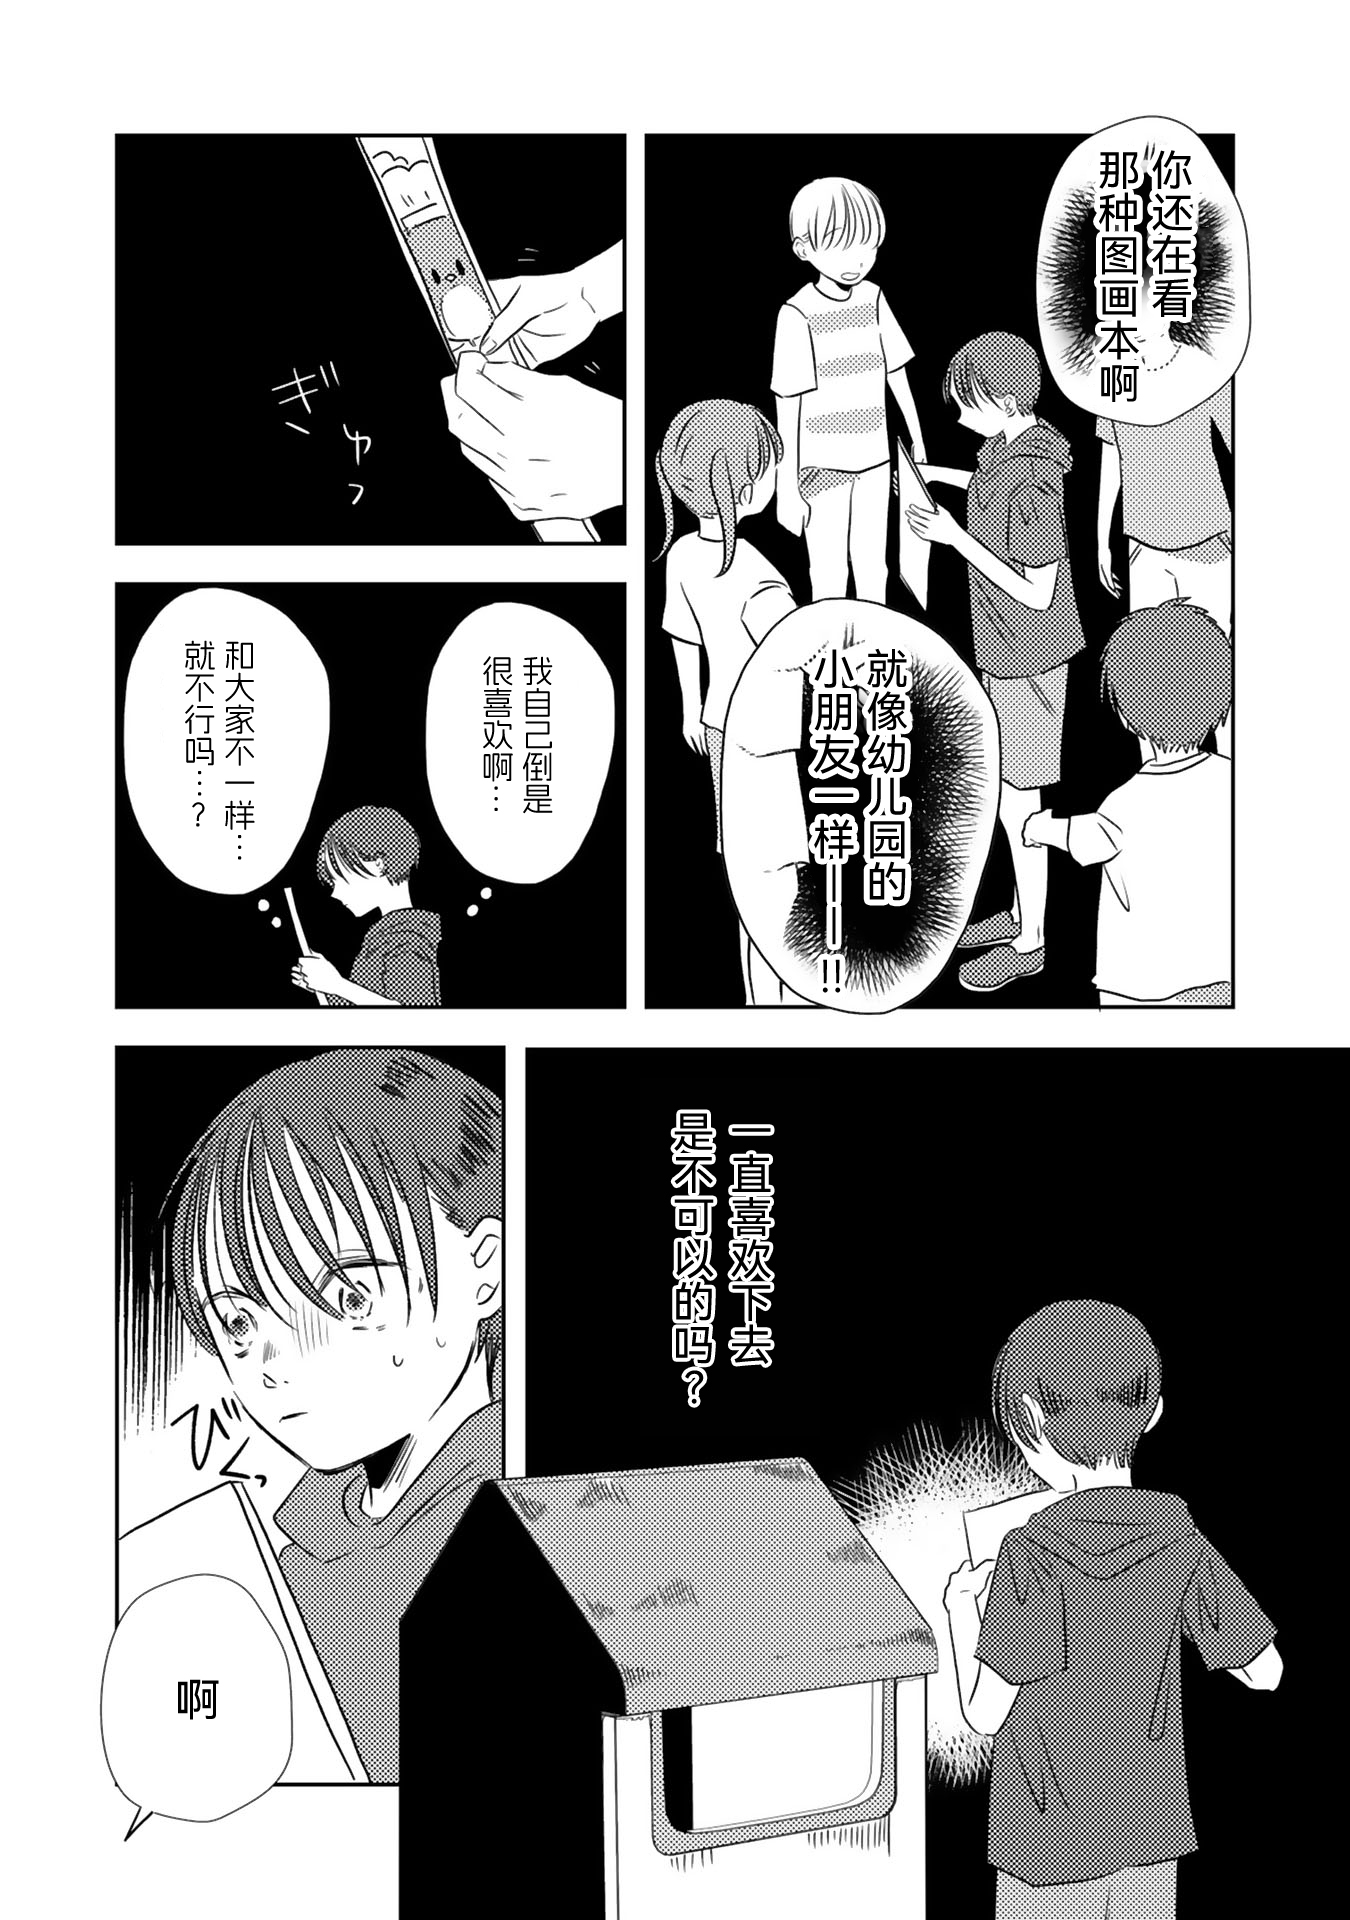 你还在看
那种图画本啊
就像幼儿园的
小朋友一样——!!
ぎゅっ
我自己倒是
很喜欢啊…
和大家不一样…
就不行吗…?
一直喜欢下去
是不可以的吗?
びくっ
啊